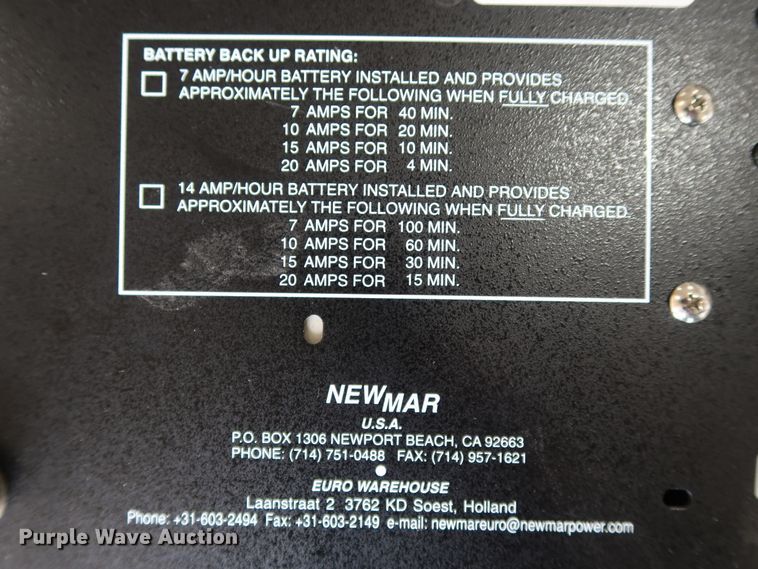 BATTERY BACK UP RATING:
7 AMP/HOUR BATTERY INSTALLED AND PROVIDES
APPROXIMATELY THE FOLLOWING WHEN FULLY CHARGED.
7 AMPS FOR 40 MIN.
10 AMPS FOR 20 MIN.
15 AMPS FOR 10 MIN.
20 AMPS FOR 4 MIN.
14 AMP/HOUR BATTERY INSTALLED AND PROVIDES
APPROXIMATELY THE FOLLOWING WHEN FULLY CHARGED.
7 AMPS FOR 100 MIN.
10 AMPS FOR 60 MIN.
15 AMPS FOR 30 MIN.
20 AMPS FOR 15 MIN.
NEWMAR
U.S.A.
P.O. BOX 1306 NEWPORT BEACH, CA 92663
PHONE: (714) 751-0488 FAX: (714) 957-1621
EURO WAREHOUSE
Laanstraat 2 3762 KD Soest, Holland
Phone: +31-603-2494 Fax: +31-603-2149 e-mail: newmareuro@newmarpower.com
Purple Wave Auction